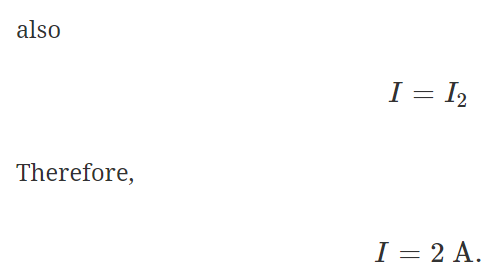 also
I = I₂
Therefore,
I = 2 A.